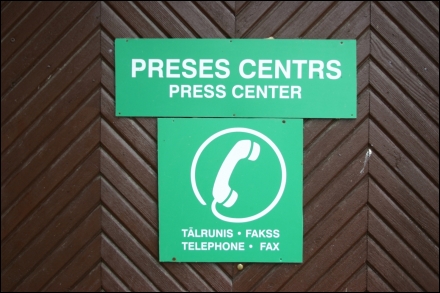 PRESES CENTRS
PRESS CENTER
TĀLRUNIS • FAKSS
TELEPHONE • FAX